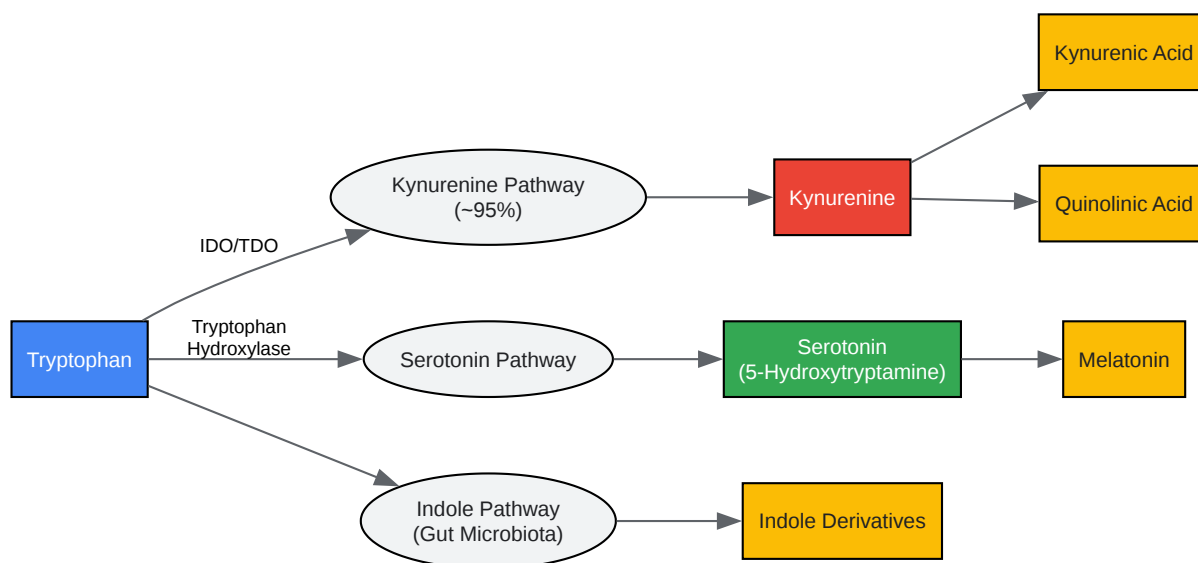 Kynurenic Acid
Kynurenine Pathway
(~95%)
Kynurenine
Quinolinic Acid
IDO/TDO
Tryptophan
Tryptophan
Hydroxylase
Serotonin Pathway
Serotonin
(5-Hydroxytryptamine)
Melatonin
Indole Pathway
(Gut Microbiota)
Indole Derivatives